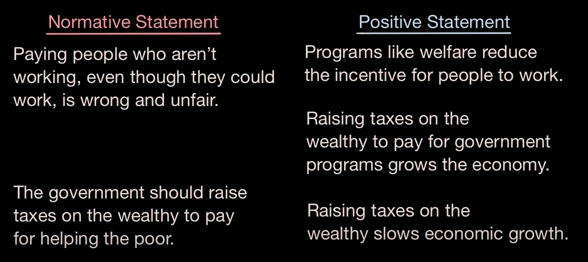 Normative Statement
Paying people who aren't
working, even though they could
work, is wrong and unfair.
The government should raise
taxes on the wealthy to pay
for helping the poor.
Positive Statement
Programs like welfare reduce
the incentive for people to work.
Raising taxes on the
wealthy to pay for government
programs grows the economy.
Raising taxes on the
wealthy slows economic growth.